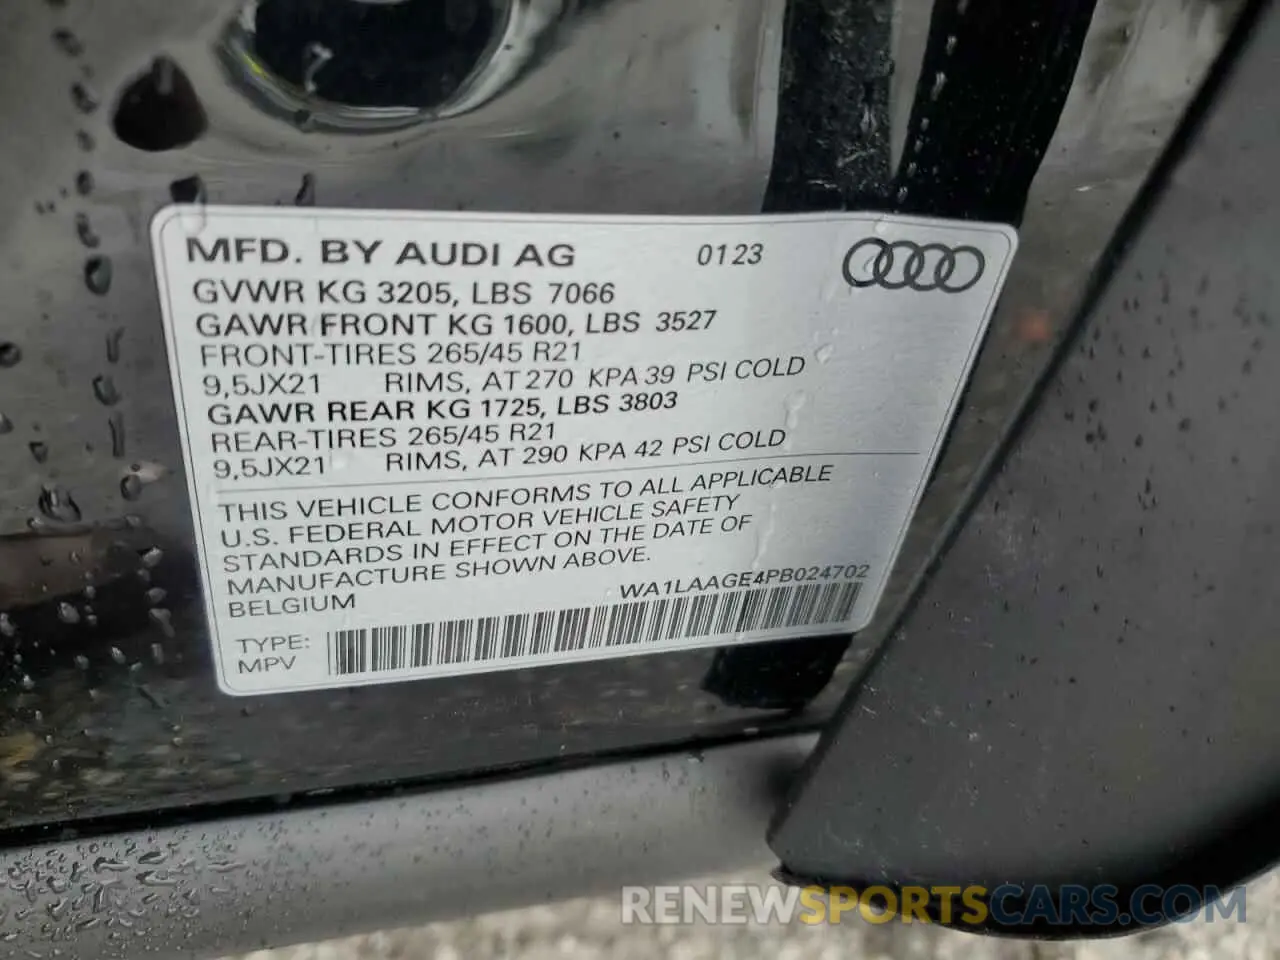 MFD. BY AUDI AG 0123
GVWR KG 3205, LBS 7066
GAWR FRONT KG 1600, LBS 3527
FRONT-TIRES 265/45 R21
9,5JX21 RIMS, AT 270 KPA 39 PSI COLD
GAWR REAR KG 1725, LBS 3803
REAR-TIRES 265/45 R21
9,5JX21 RIMS, AT 290 KPA 42 PSI COLD
THIS VEHICLE CONFORMS TO ALL APPLICABLE
U.S. FEDERAL MOTOR VEHICLE SAFETY
STANDARDS IN EFFECT ON THE DATE OF
MANUFACTURE SHOWN ABOVE.
BELGIUM WA1LAAGE4PB024702
TYPE:
MPV
RENEWSPORTSCARS.COM